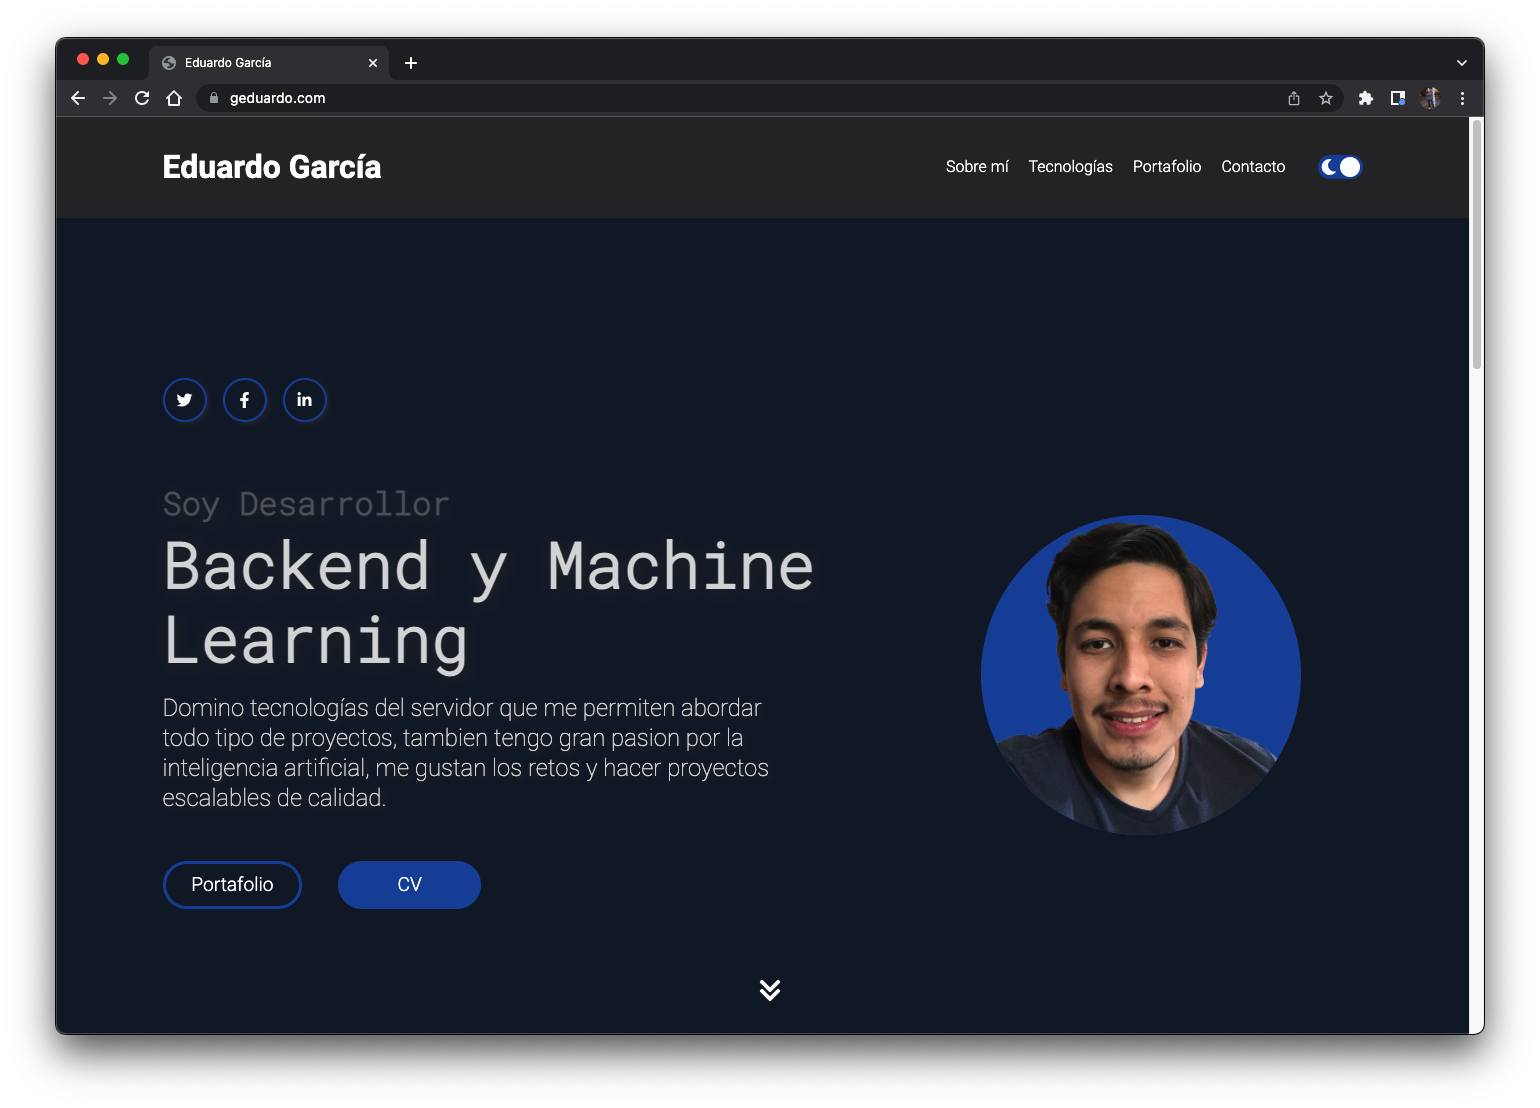 Eduardo García
geduardo.com
Eduardo García
Sobre mí Tecnologías Portafolio Contacto
Soy Desarrollor
Backend y Machine
Learning
Domino tecnologías del servidor que me permiten abordar
todo tipo de proyectos, tambien tengo gran pasion por la
inteligencia artificial, me gustan los retos y hacer proyectos
escalables de calidad.
Portafolio CV